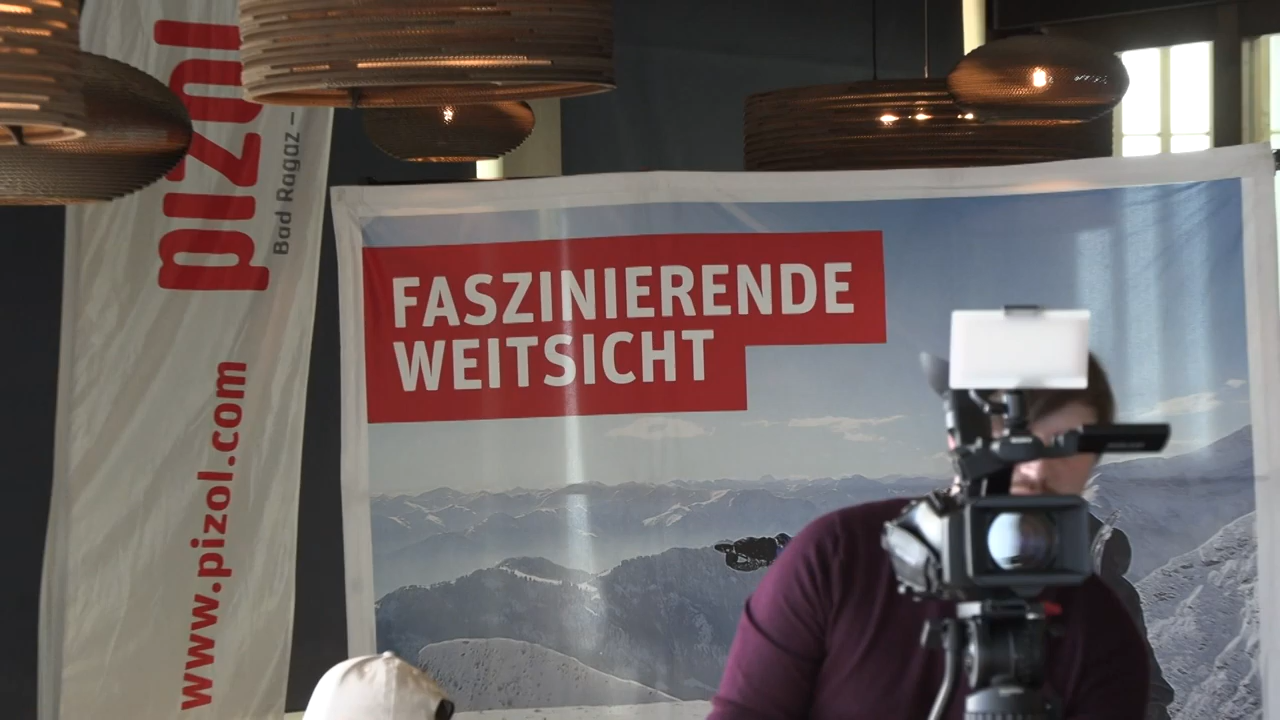 pizol
Bad Ragaz –
www.pizol.com
FASZINIERENDE
WEITSICHT